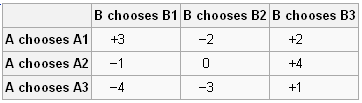 B chooses B1 B chooses B2 B chooses B3
A chooses A1 +3 −2 +2
A chooses A2 −1 0 +4
A chooses A3 −4 −3 +1